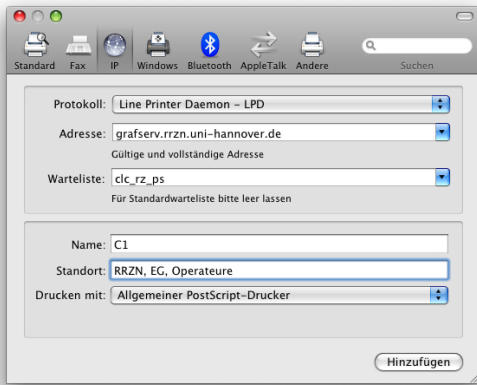 Standard Fax IP Windows Bluetooth AppleTalk Andere Suchen
Protokoll: Line Printer Daemon – LPD
Adresse: grafserv.rrzn.uni-hannover.de
Gültige und vollständige Adresse
Warteliste: clc_rz_ps
Für Standardwarteliste bitte leer lassen
Name: C1
Standort: RRZN, EG, Operateure
Drucken mit: Allgemeiner PostScript-Drucker
Hinzufügen